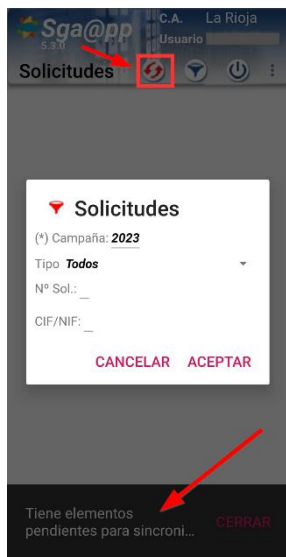 Sga@pp
5.3.0
C.A. La Rioja
Usuario
Solicitudes
Solicitudes
(*) Campaña: 2023
Tipo Todos
Nº Sol.: _
CIF/NIF: _
CANCELAR ACEPTAR
Tiene elementos
pendientes para sincroni...
CERRAR